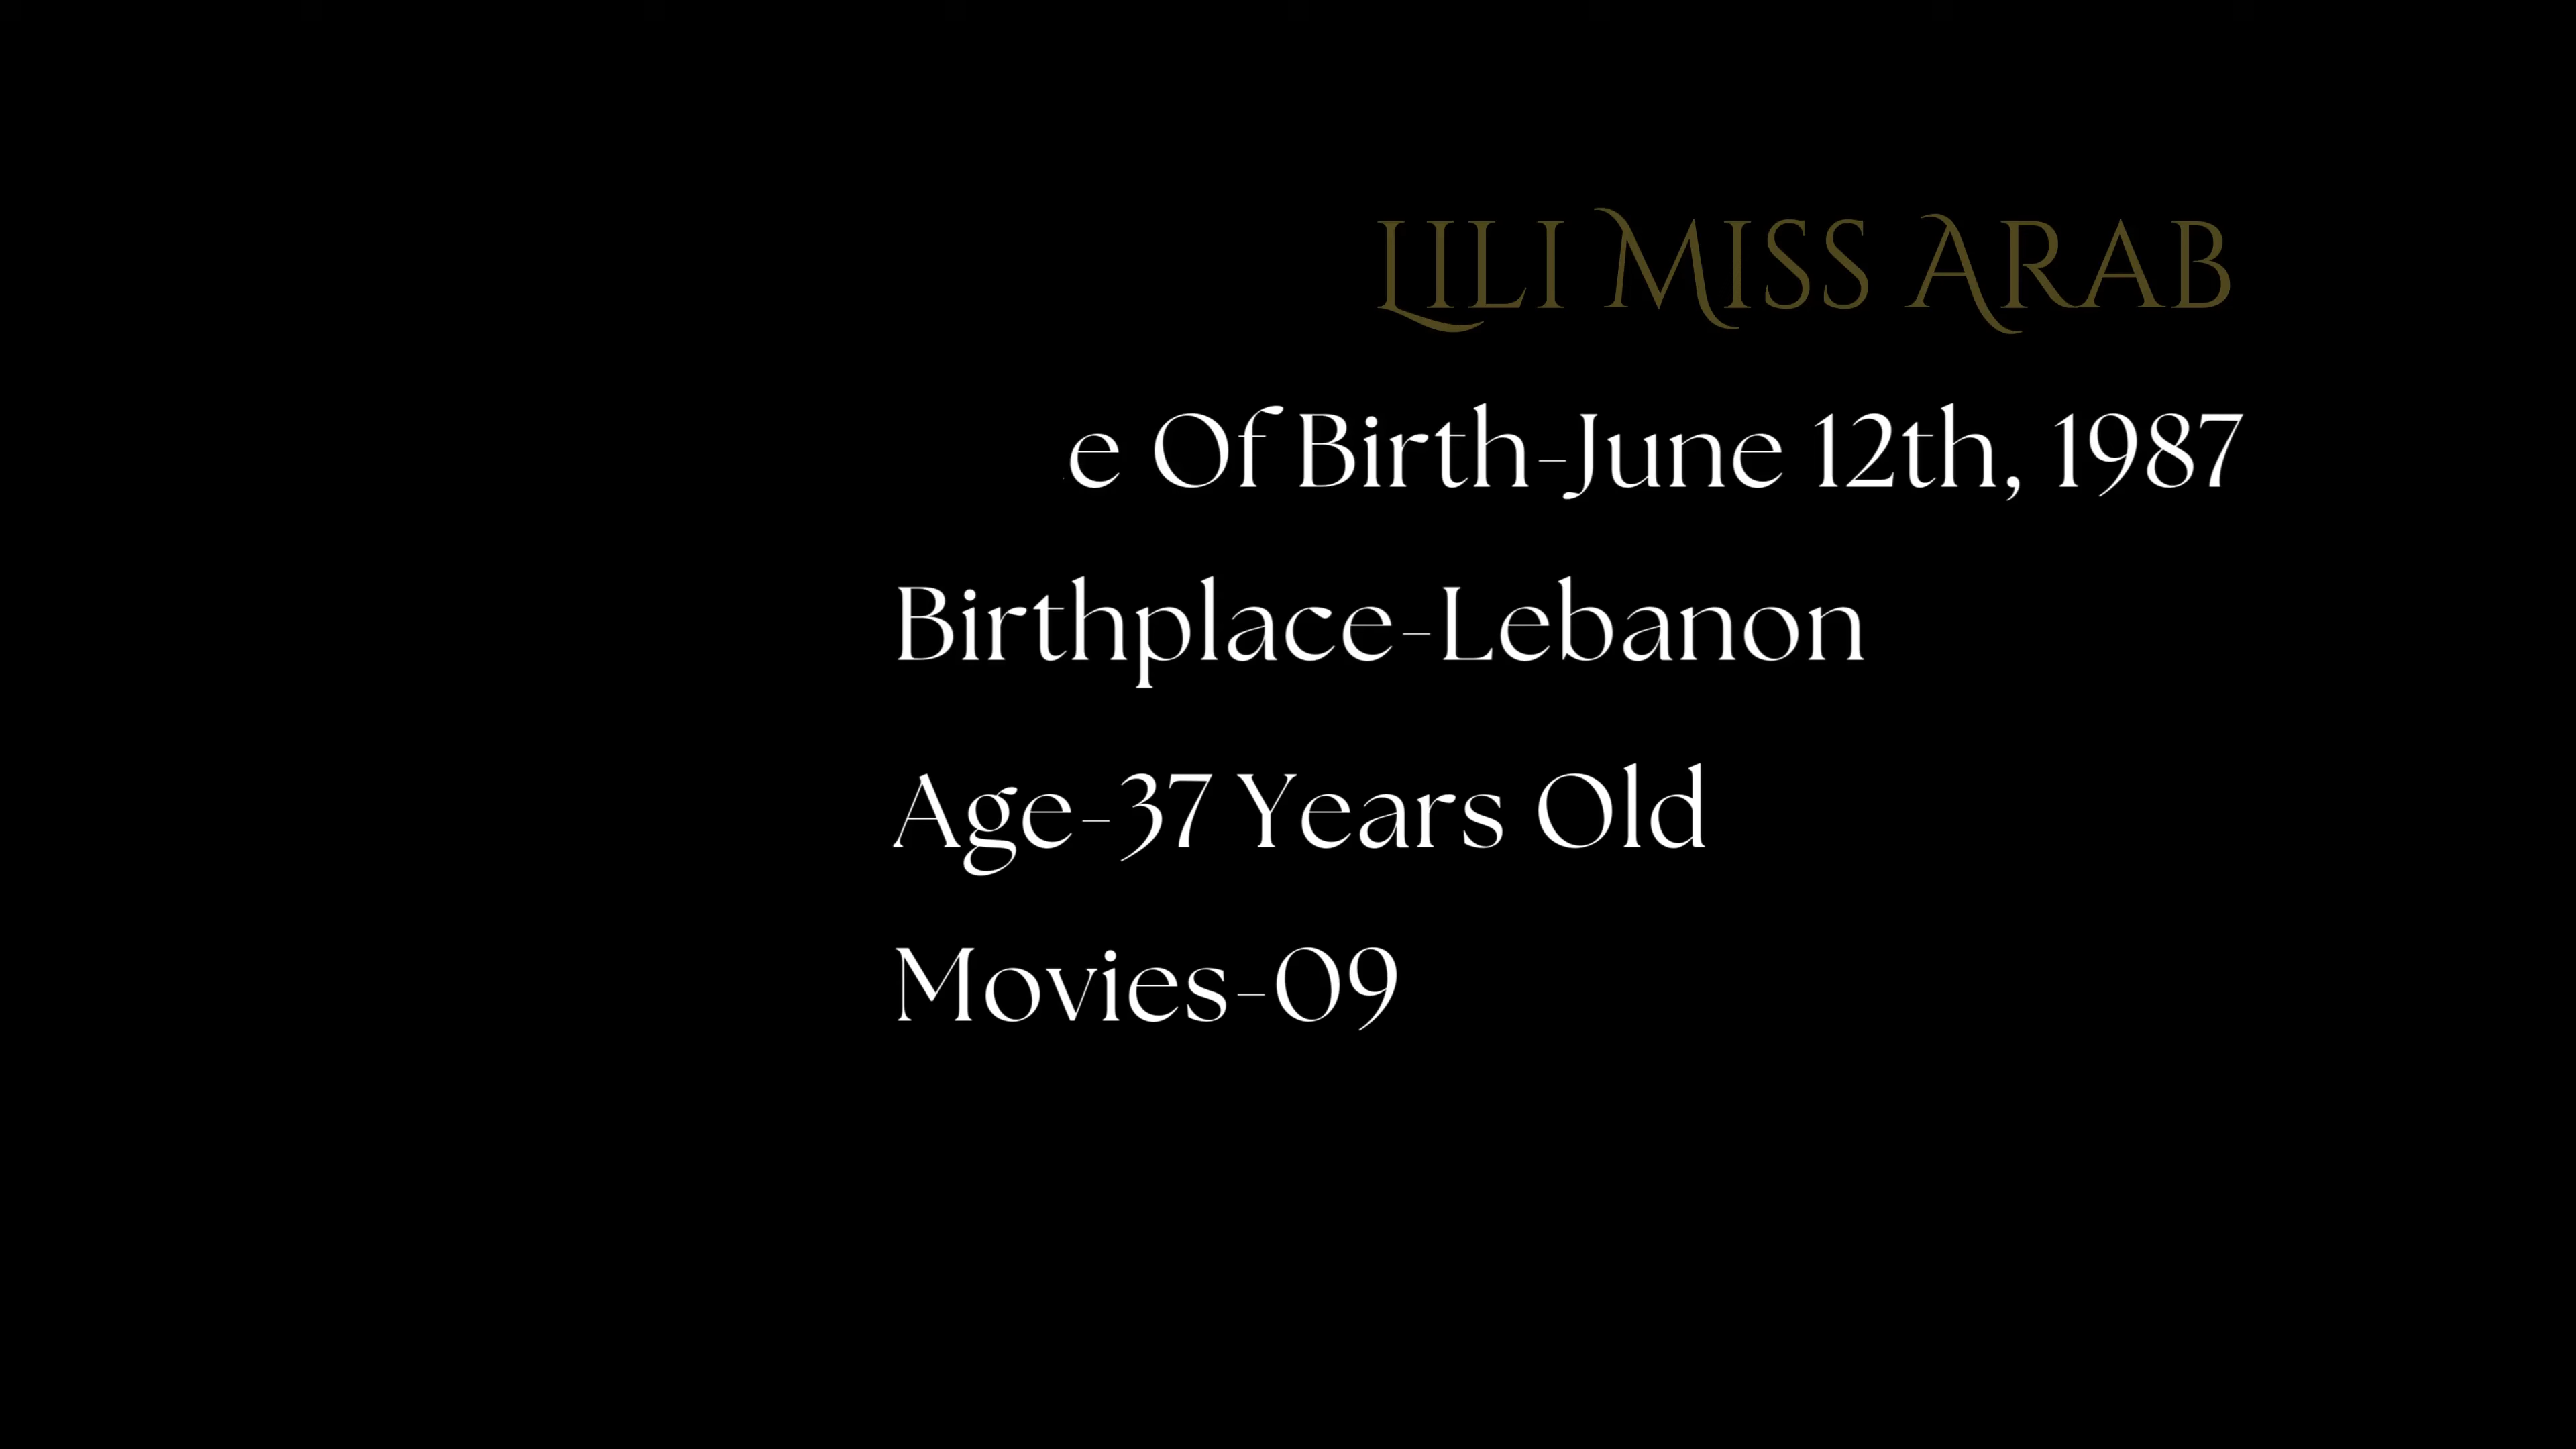 Lili Miss Arab
e Of Birth-June 12th, 1987
Birthplace-Lebanon
Age-37 Years Old
Movies-09